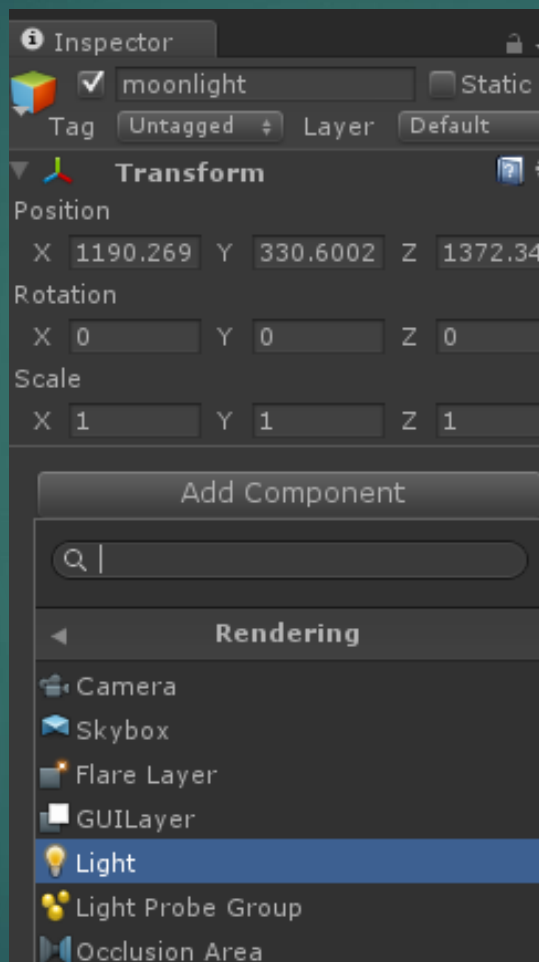 Inspector
moonlight Static
Tag Untagged Layer Default
Transform
Position
X 1190.269 Y 330.6002 Z 1372.34
Rotation
X 0 Y 0 Z 0
Scale
X 1 Y 1 Z 1
Add Component
Rendering
Camera
Skybox
Flare Layer
GUILayer
Light
Light Probe Group
Occlusion Area